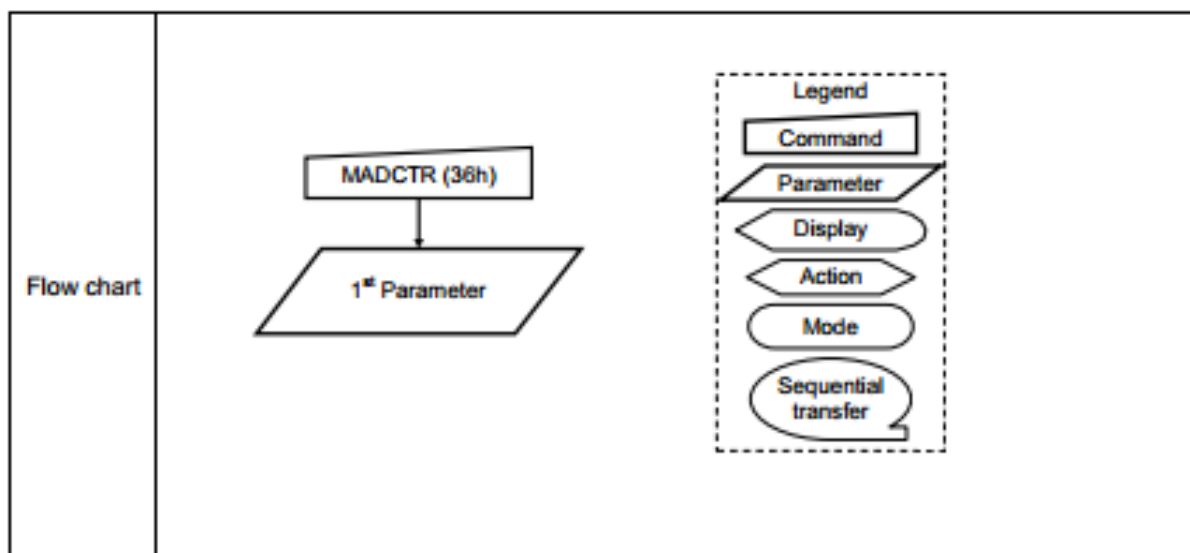 Flow chart
MADCTR (36h)
1st Parameter
Legend
Command
Parameter
Display
Action
Mode
Sequential
transfer